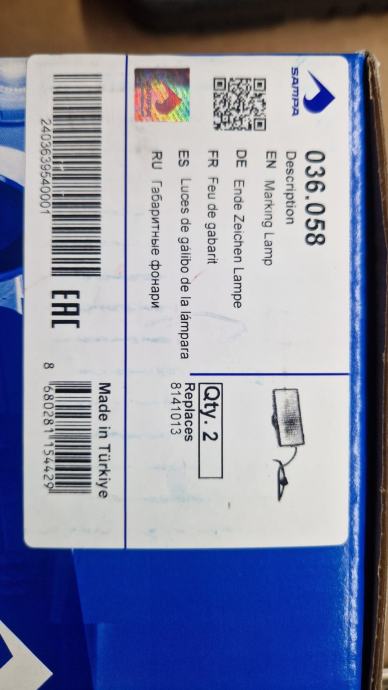 SAMPA
036.058
Description
EN Marking Lamp
DE Ende Zeichen Lampe
FR Feu de gabarit
ES Luces de gálibo de la lámpara
RU Габаритные фонари
Qty. 2
Replaces
8141013
2403639540001
EAC
Made in Türkiye
8 680281 154429